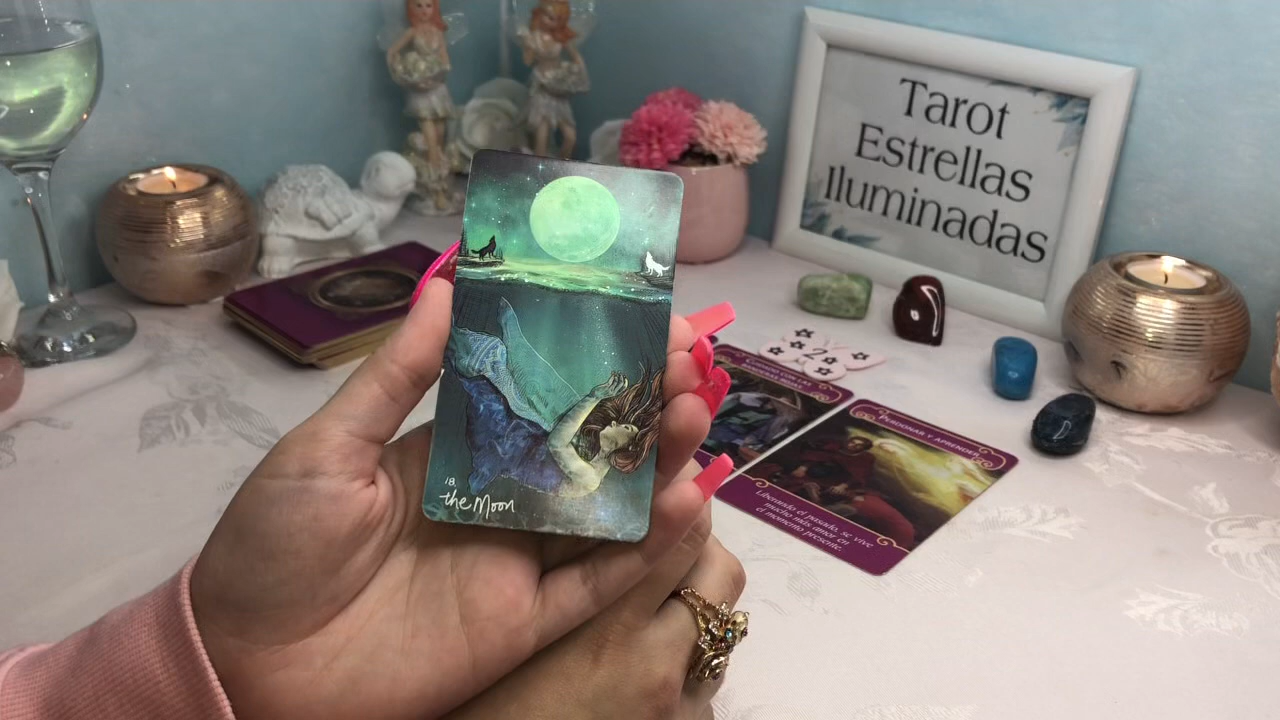 Tarot
Estrellas
Iluminadas
18.
the Moon
2
PERDONAR Y APRENDER
Liberando el pasado, se vive
mucho más amor en
el momento presente.